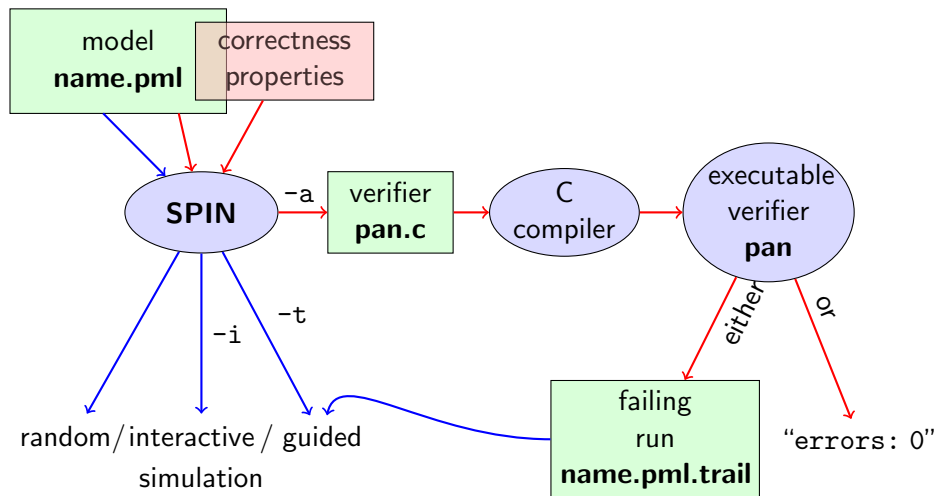 model
name.pml
correctness
properties
SPIN
-a
verifier
pan.c
C
compiler
executable
verifier
pan
-i
-t
either
or
random/interactive / guided
simulation
failing
run
name.pml.trail
“errors: 0”